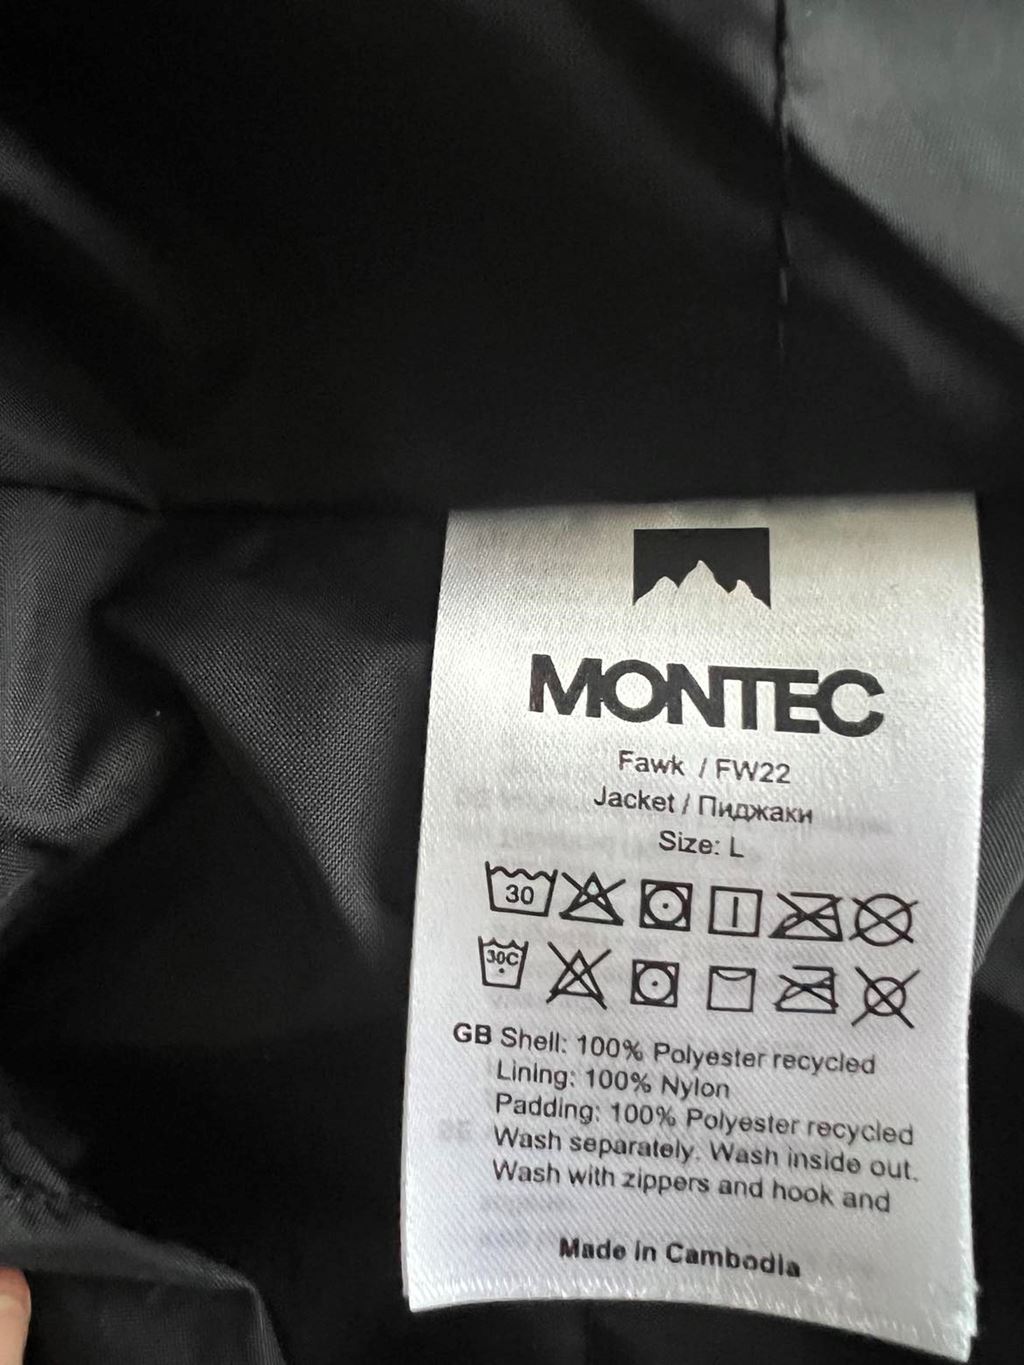 MONTEC
Fawk / FW22
Jacket / Пиджаки
Size: L
30
30C
GB Shell: 100% Polyester recycled
Lining: 100% Nylon
Padding: 100% Polyester recycled
Wash separately. Wash inside out.
Wash with zippers and hook and
Made in Cambodia